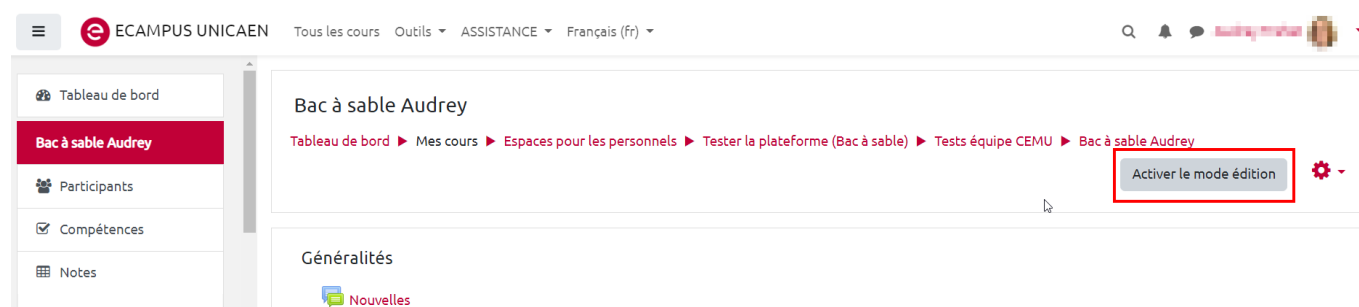 ECAMPUS UNICAEN Tous les cours Outils ASSISTANCE Français (fr)
Tableau de bord
Bac à sable Audrey
Participants
Compétences
Notes
Bac à sable Audrey
Tableau de bord ▶ Mes cours ▶ Espaces pour les personnels ▶ Tester la plateforme (Bac à sable) ▶ Tests équipe CEMU ▶ Bac à sable Audrey
Activer le mode édition
Généralités
Nouvelles